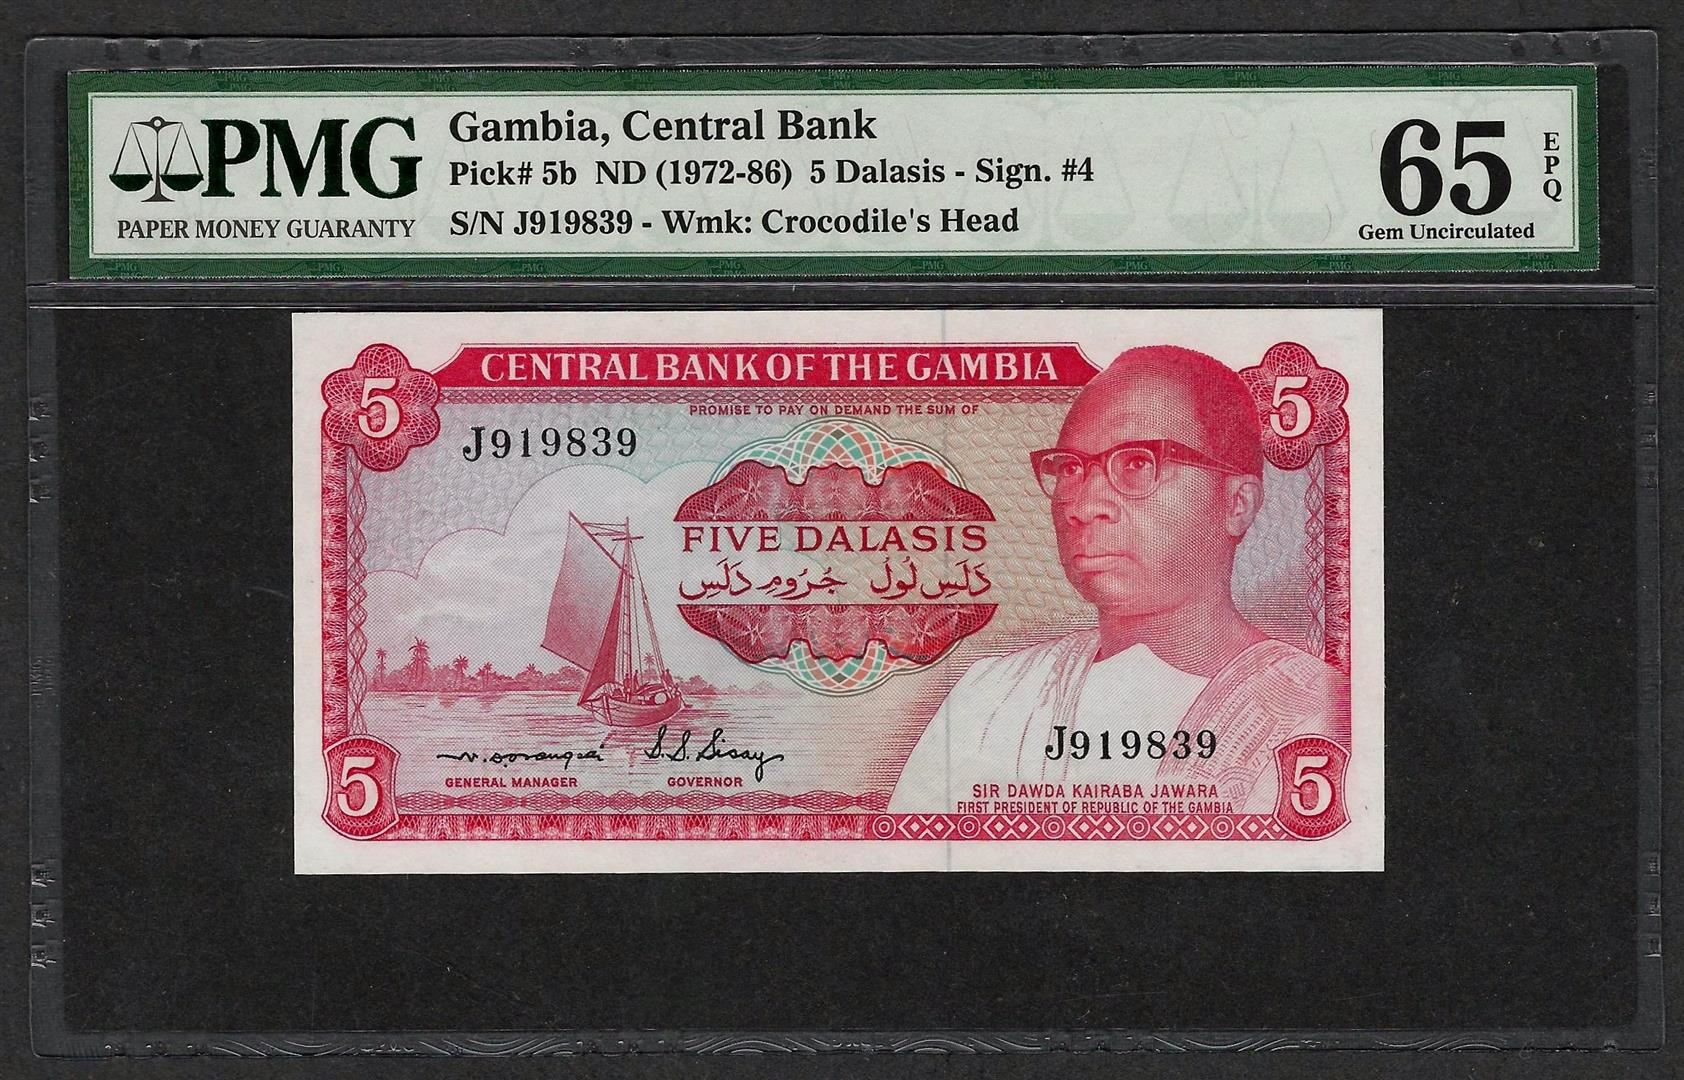 PMG
PAPER MONEY GUARANTY
Gambia, Central Bank
Pick# 5b ND (1972-86) 5 Dalasis - Sign. #4
S/N J919839 - Wmk: Crocodile's Head
65
EPQ
Gem Uncirculated
CENTRAL BANK OF THE GAMBIA
PROMISE TO PAY ON DEMAND THE SUM OF
5
5
J919839
FIVE DALASIS
دَلَسِ لُولُ جُرُومِ دَلَسِ
S. S. Sisay
GENERAL MANAGER GOVERNOR
J919839
SIR DAWDA KAIRABA JAWARA
FIRST PRESIDENT OF REPUBLIC OF THE GAMBIA
5
5